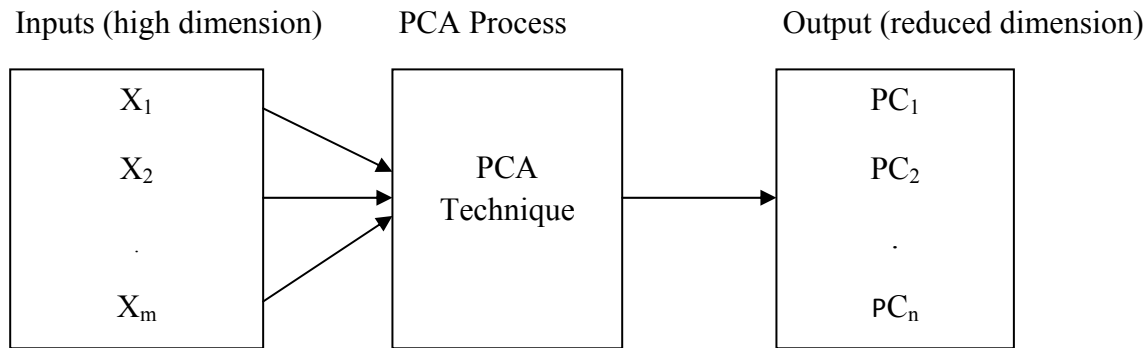 Inputs (high dimension)
PCA Process
Output (reduced dimension)
X₁
X₂
.
Xₘ
PCA
Technique
PC₁
PC₂
.
PCₙ